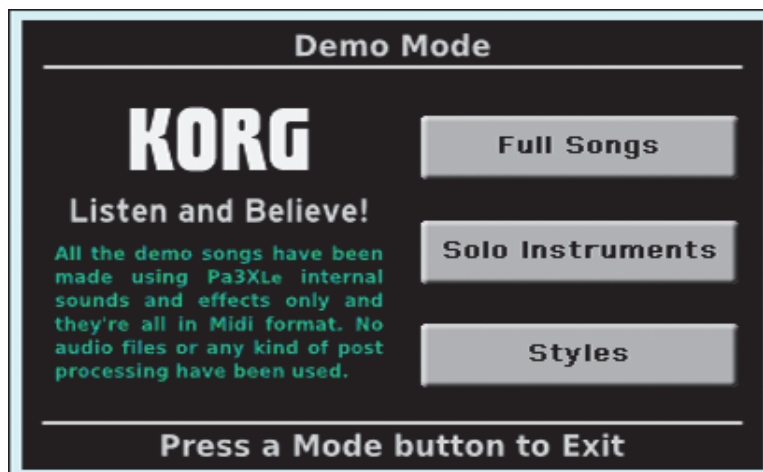 Demo Mode
KORG
Listen and Believe!
All the demo songs have been
made using Pa3XLe internal
sounds and effects only and
they're all in Midi format. No
audio files or any kind of post
processing have been used.
Full Songs
Solo Instruments
Styles
Press a Mode button to Exit